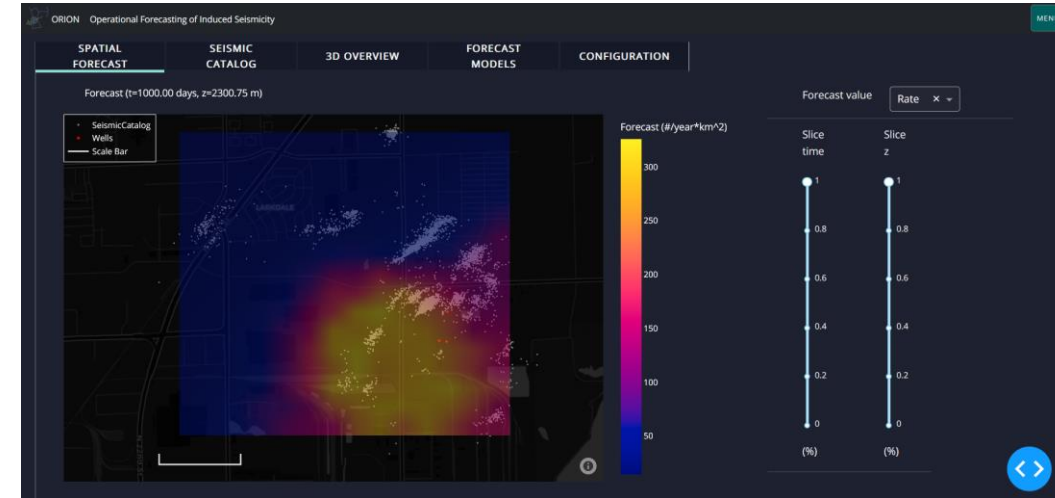 ORION Operational Forecasting of Induced Seismicity
MENU
SPATIAL FORECAST
SEISMIC CATALOG
3D OVERVIEW
FORECAST MODELS
CONFIGURATION
Forecast (t=1000.00 days, z=2300.75 m)
Forecast value
Rate
SeismicCatalog
Wells
Scale Bar
Forecast (#/year*km^2)
300
250
200
150
100
50
Slice time
Slice z
1
0.8
0.6
0.4
0.2
0
(%)
1
0.8
0.6
0.4
0.2
0
(%)